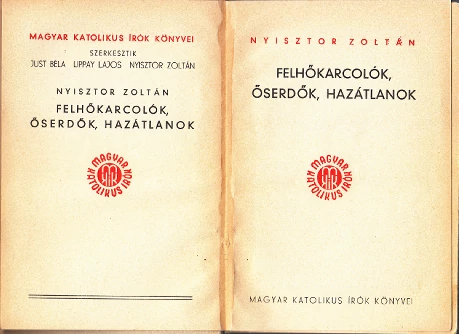 MAGYAR KATOLIKUS ÍRÓK KÖNYVEI
SZERKESZTIK
JUST BÉLA LIPPAY LAJOS NYISZTOR ZOLTÁN
NYISZTOR ZOLTÁN
FELHŐKARCOLÓK,
ŐSERDŐK, HAZÁTLANOK
MAGYAR
KATOLIKUS ÍRÓK
NYISZTOR ZOLTÁN
FELHŐKARCOLÓK,
ŐSERDŐK, HAZÁTLANOK
MAGYAR
KATOLIKUS ÍRÓK
MAGYAR KATOLIKUS ÍRÓK KÖNYVEI